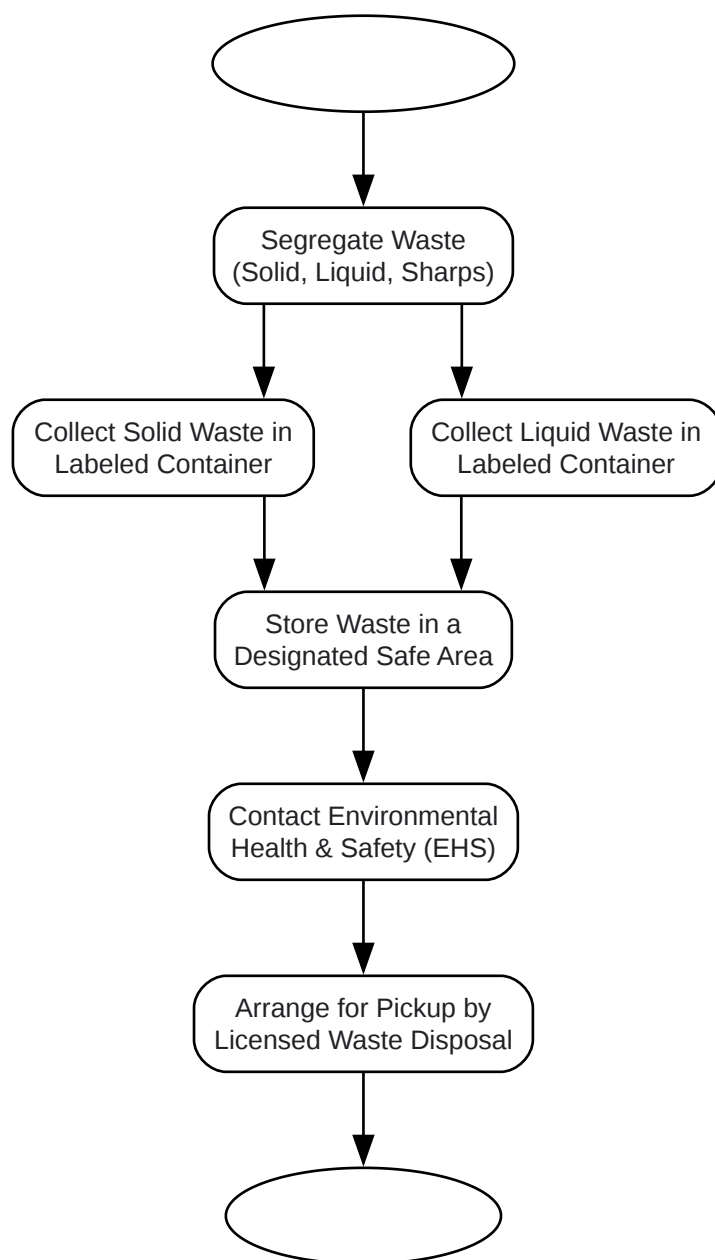 Segregate Waste
(Solid, Liquid, Sharps)
Collect Solid Waste in
Labeled Container
Collect Liquid Waste in
Labeled Container
Store Waste in a
Designated Safe Area
Contact Environmental
Health & Safety (EHS)
Arrange for Pickup by
Licensed Waste Disposal